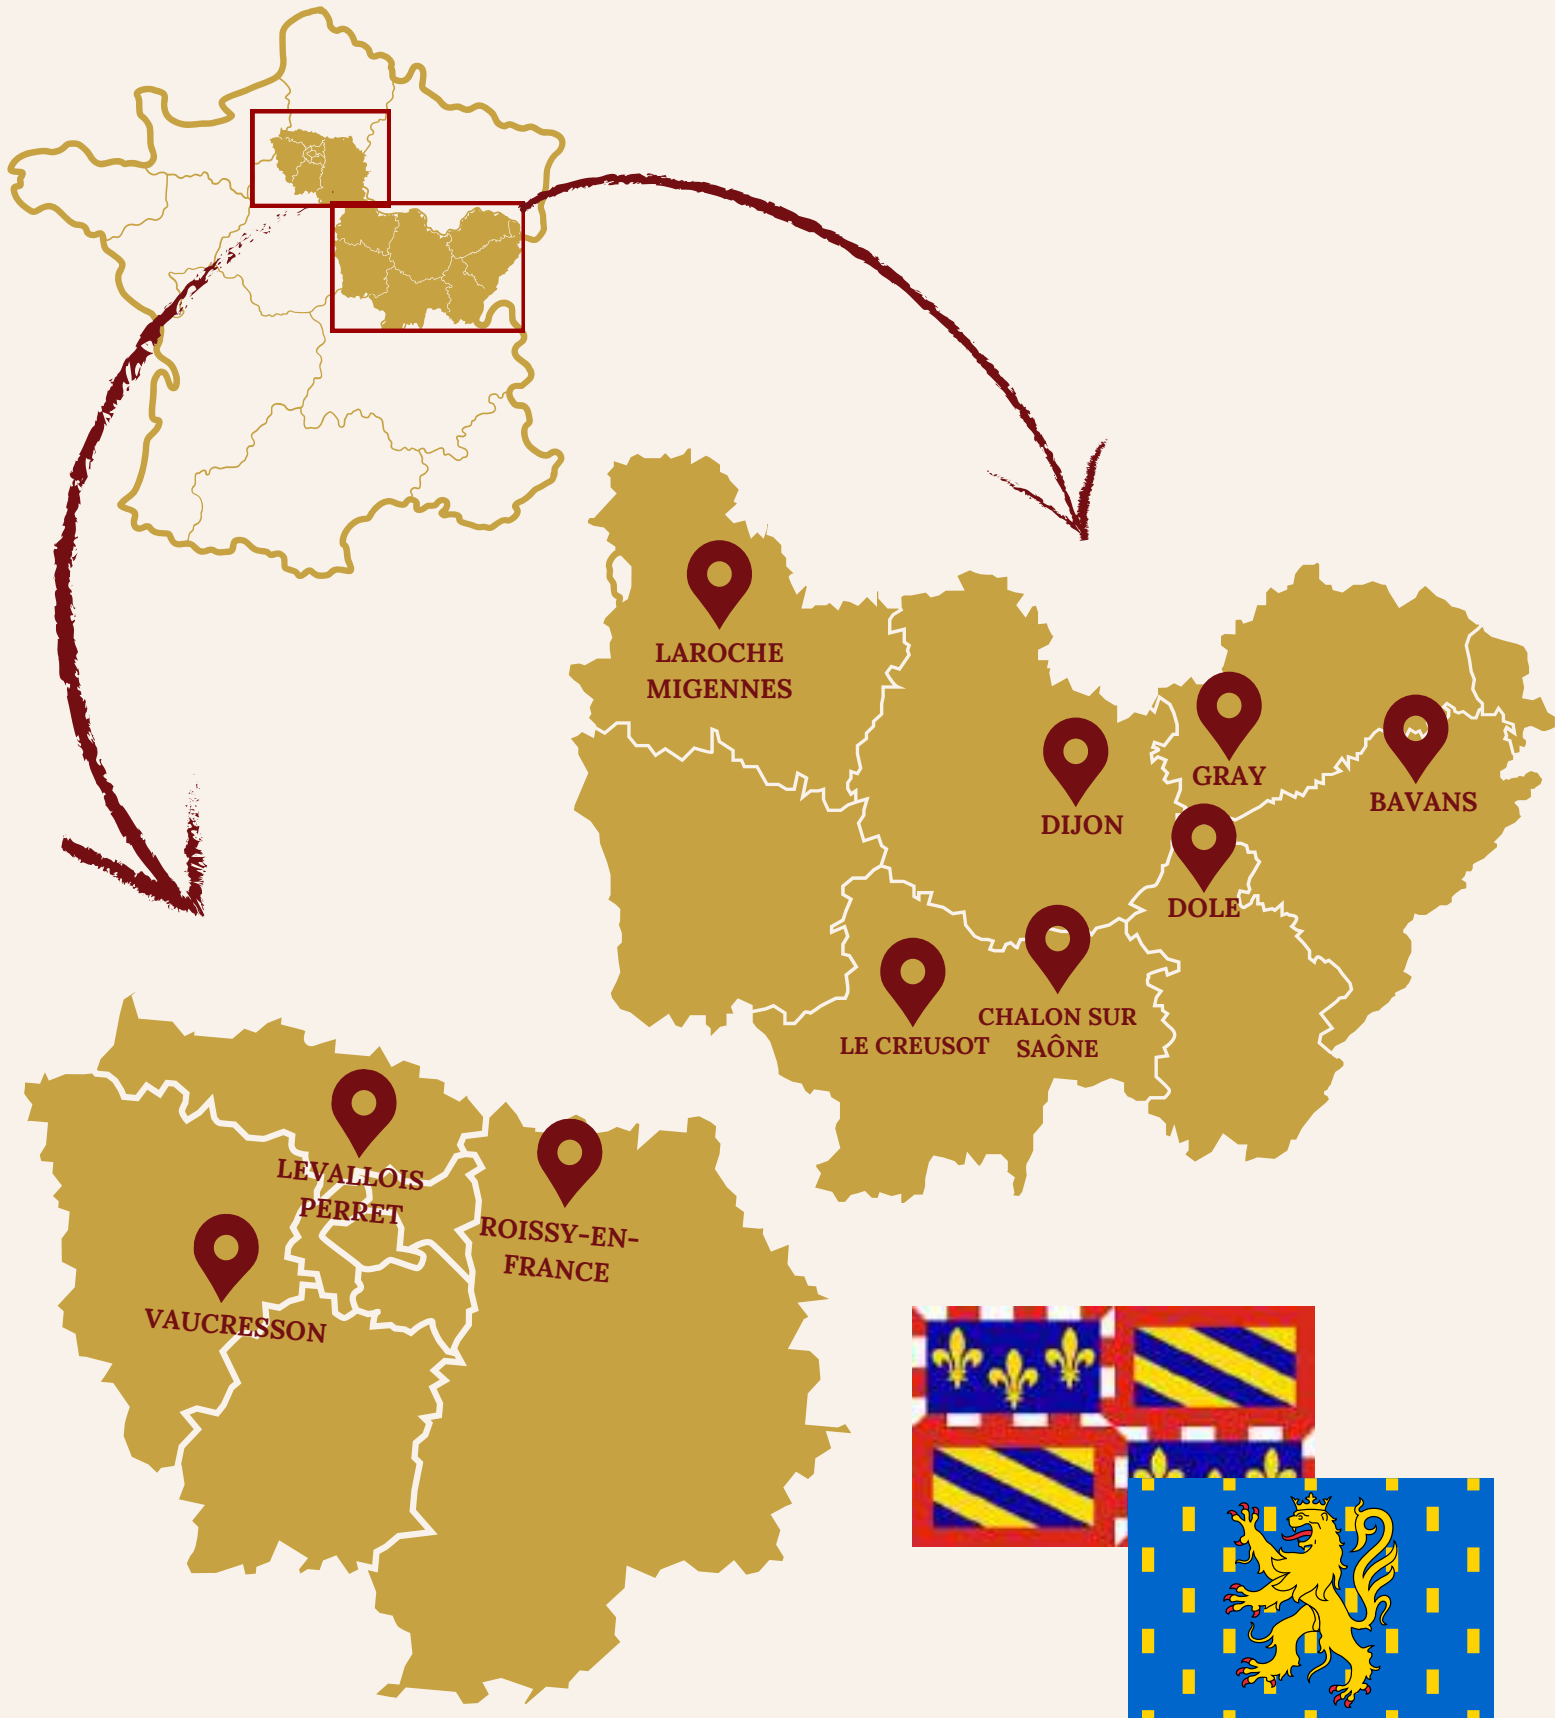 LAROCHE
MIGENNES
GRAY
BAVANS
DIJON
DOLE
CHALON SUR
SAÔNE
LE CREUSOT
LEVALLOIS
PERRET
ROISSY-EN-
FRANCE
VAUCRESSON